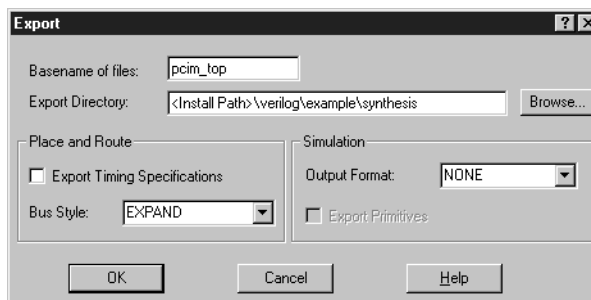 Export
Basename of files: pcim_top
Export Directory: <Install Path>\verilog\example\synthesis Browse...
Place and Route Simulation
Export Timing Specifications Output Format: NONE
Bus Style: EXPAND Export Primitives
OK Cancel Help